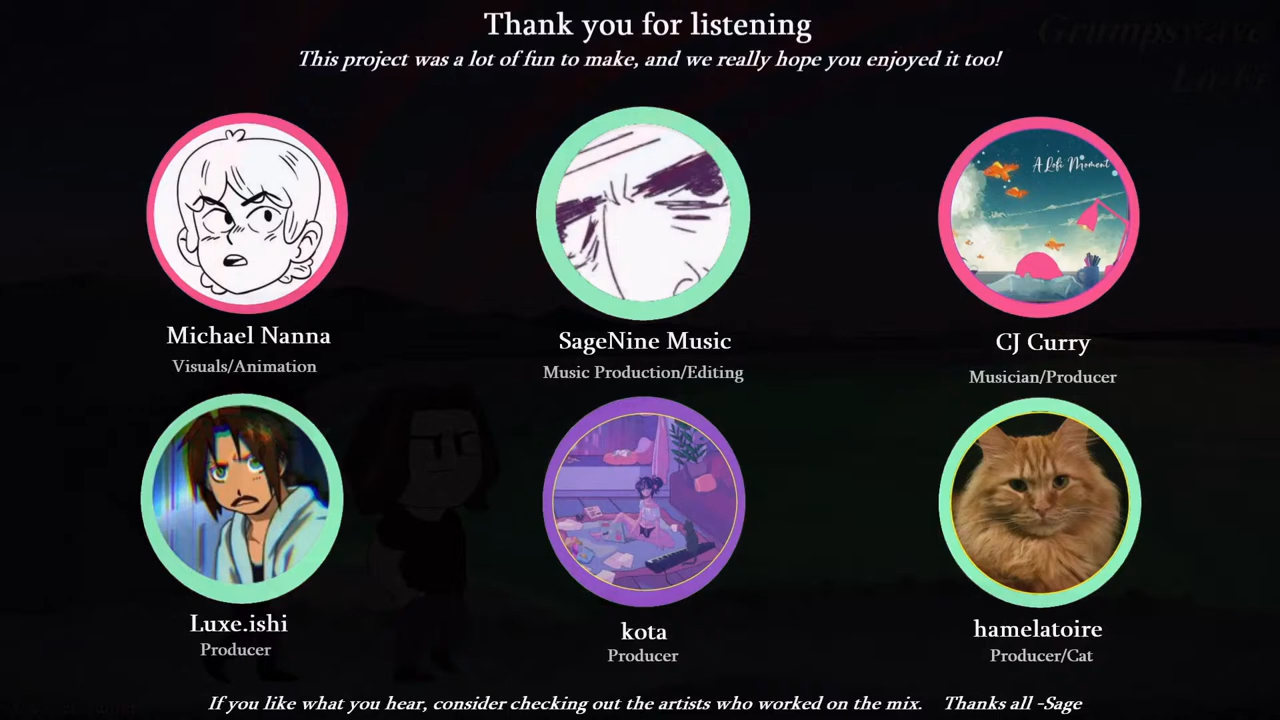 Thank you for listening
This project was a lot of fun to make, and we really hope you enjoyed it too!
Grumpswave
Loser
A Lofi Moment
Michael Nanna
Visuals/Animation
SageNine Music
Music Production/Editing
CJ Curry
Musician/Producer
Luxe.ishi
Producer
kota
Producer
hamelatoire
Producer/Cat
If you like what you hear, consider checking out the artists who worked on the mix. Thanks all -Sage